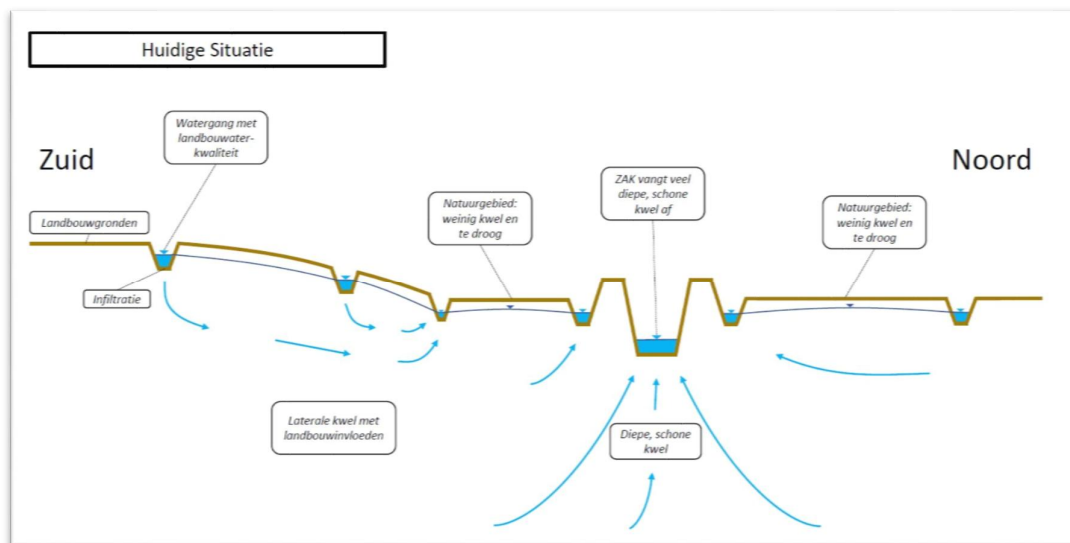 Huidige Situatie
Zuid
Noord
Watergang met
landbouwater-
kwaliteit
Landbouwgronden
Infiltratie
Natuurgebied:
weinig kwel en
te droog
ZAK vangt veel
diepe, schone
kwel af
Natuurgebied:
weinig kwel en
te droog
Laterale kwel met
landbouwinvloeden
Diepe, schone
kwel